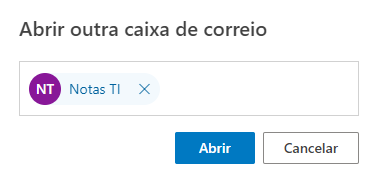 Abrir outra caixa de correio
NT Notas TI
Abrir Cancelar